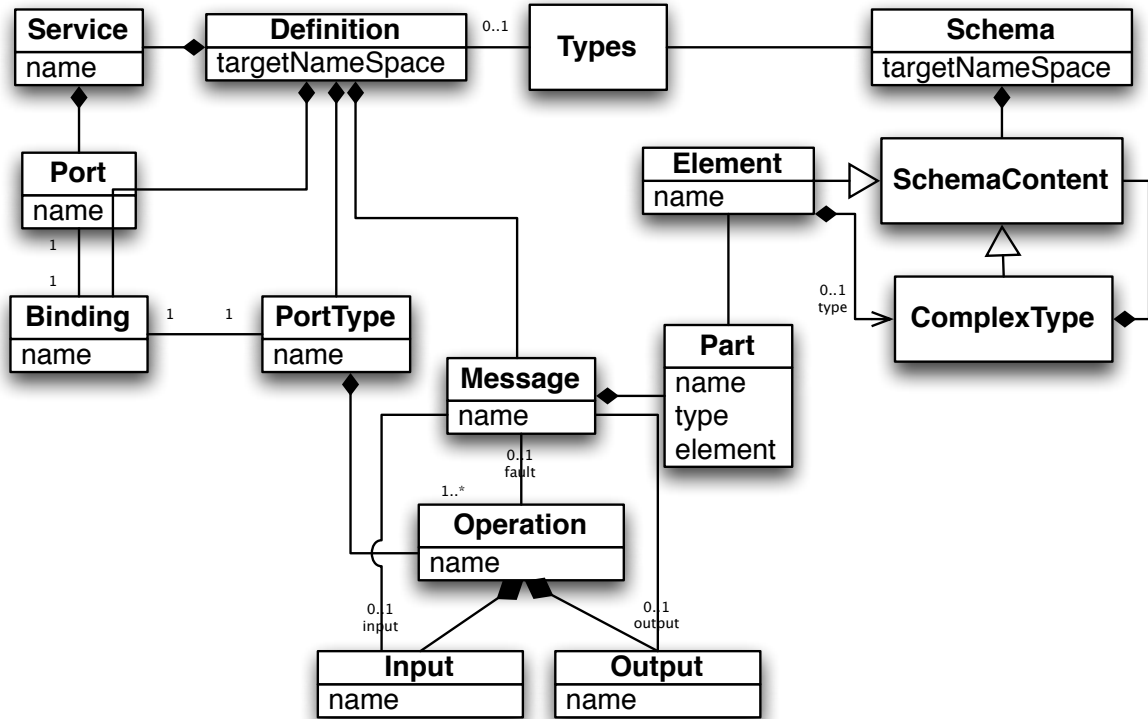 Service
name
Definition
targetNameSpace
0..1
Types
Schema
targetNameSpace
Port
name
Element
name
SchemaContent
1
1
Binding
name
1
1
PortType
name
0..1
type
ComplexType
Part
name
type
element
Message
name
0..1
fault
1..*
Operation
name
0..1
input
0..1
output
Input
name
Output
name